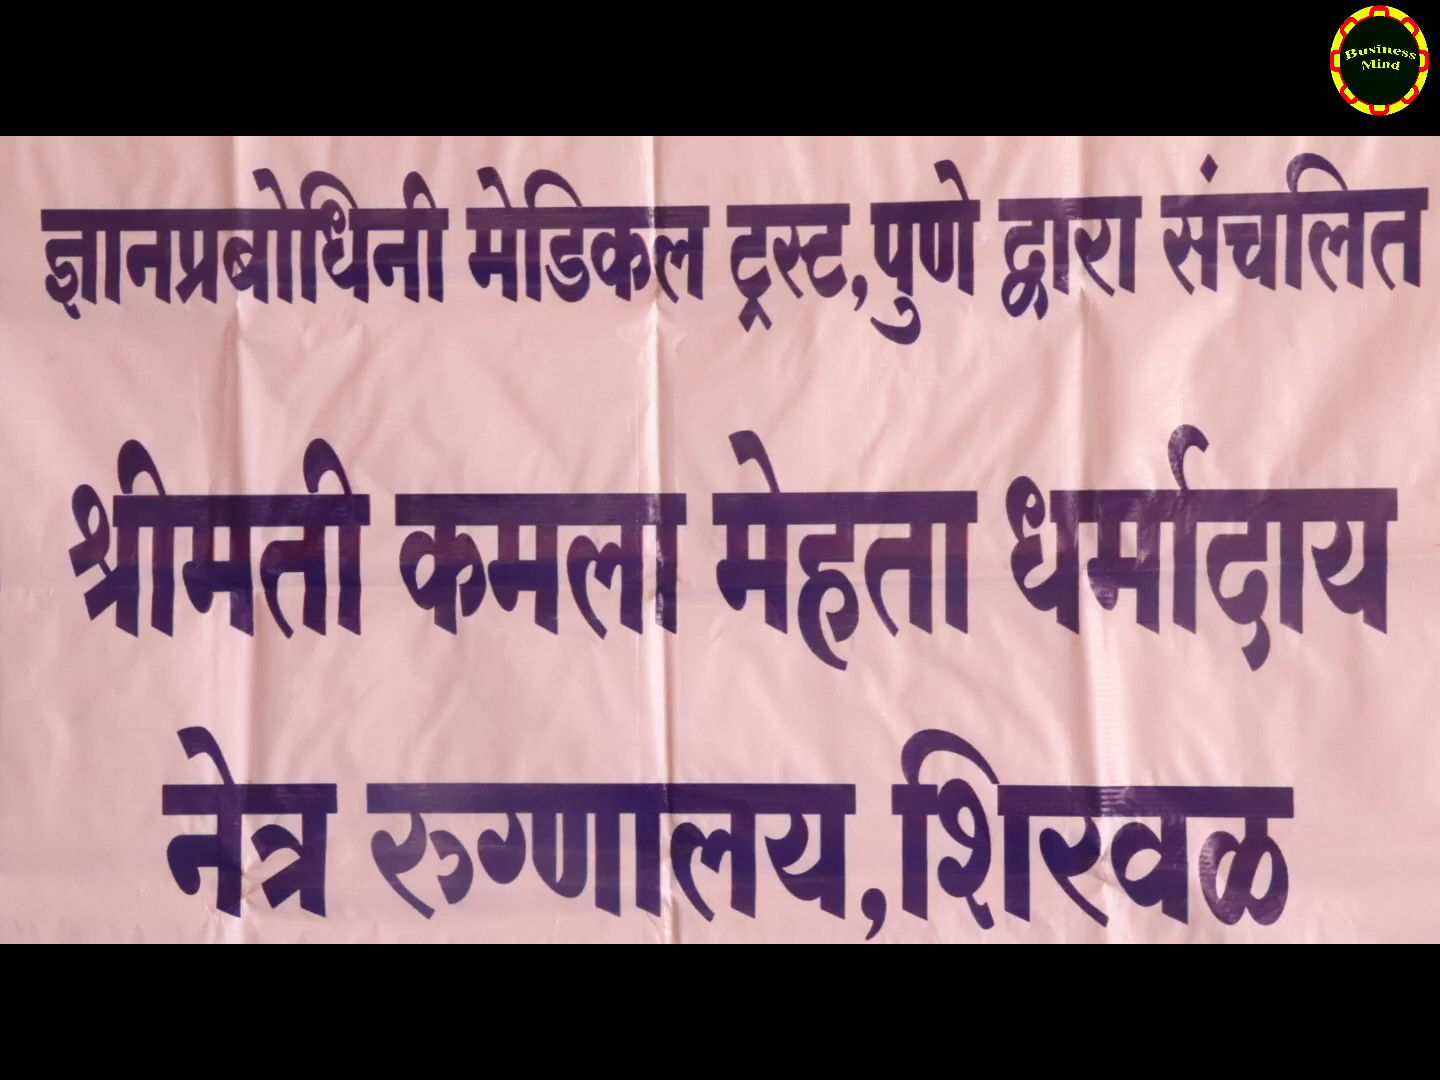 Business
Mind
ज्ञानप्रबोधिनी मेडिकल ट्रस्ट,पुणे द्वारा संचलित
श्रीमती कमला मेहता धर्मादाय
नेत्र रुग्णालय,शिरवळ